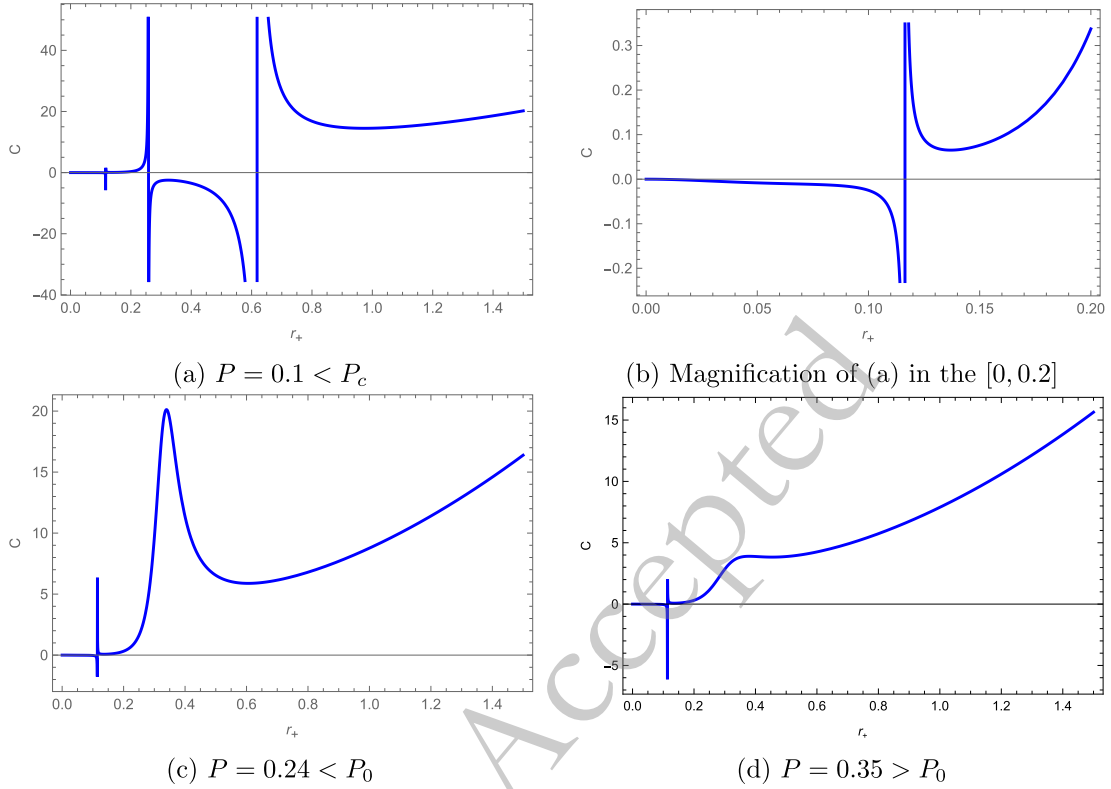 40
20
0
−20
−40
C
0.0 0.2 0.4 0.6 0.8 1.0 1.2 1.4
r+
(a) P = 0.1 < Pc
0.3
0.2
0.1
0.0
−0.1
−0.2
C
0.00 0.05 0.10 0.15 0.20
r+
(b) Magnification of (a) in the [0, 0.2]
20
15
10
5
0
C
0.0 0.2 0.4 0.6 0.8 1.0 1.2 1.4
r+
(c) P = 0.24 < P0
15
10
5
0
−5
C
0.0 0.2 0.4 0.6 0.8 1.0 1.2 1.4
r+
(d) P = 0.35 > P0
Accepted